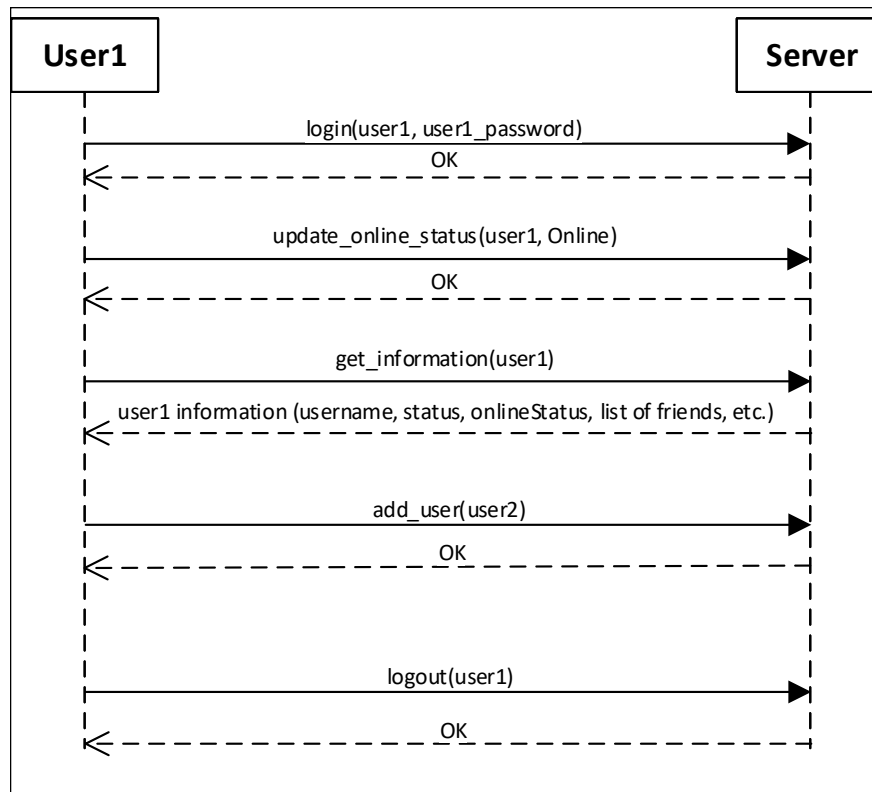 User1
Server
login(user1, user1_password)
OK
update_online_status(user1, Online)
OK
get_information(user1)
user1 information (username, status, onlineStatus, list of friends, etc.)
add_user(user2)
OK
logout(user1)
OK